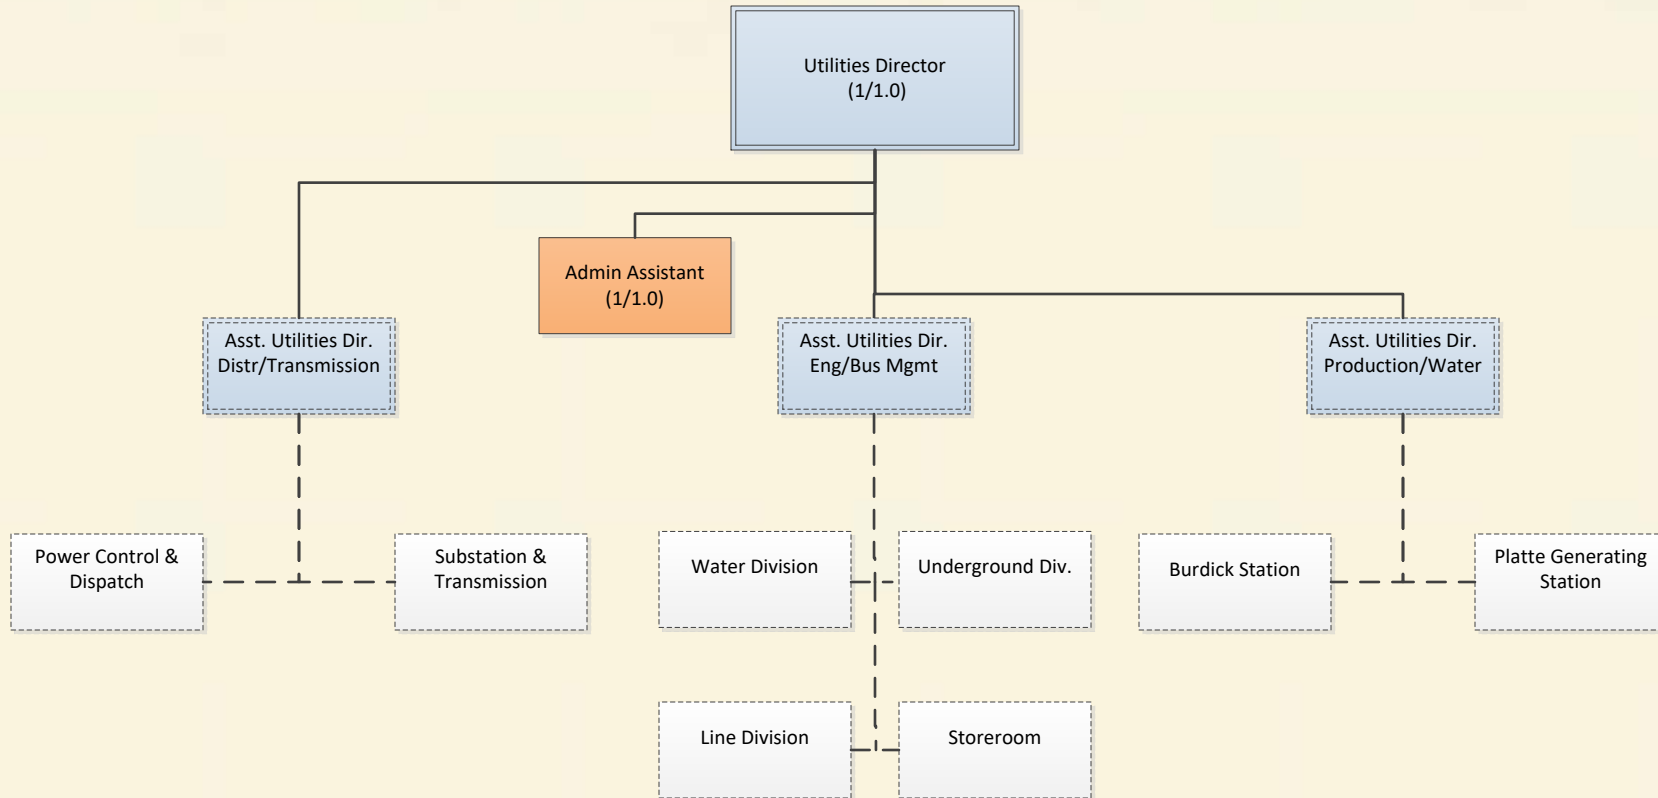 Utilities Director
(1/1.0)
Admin Assistant
(1/1.0)
Asst. Utilities Dir.
Distr/Transmission
Asst. Utilities Dir.
Eng/Bus Mgmt
Asst. Utilities Dir.
Production/Water
Power Control &
Dispatch
Substation &
Transmission
Water Division
Underground Div.
Burdick Station
Platte Generating
Station
Line Division
Storeroom